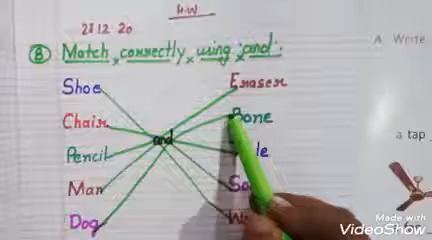 H.W
28 12 20
B Match correctly using 'and'.
Shoe Eraser
Chair Bone
and
Pencil
Man
Dog
A. Write
a tap
Made with
VideoShow